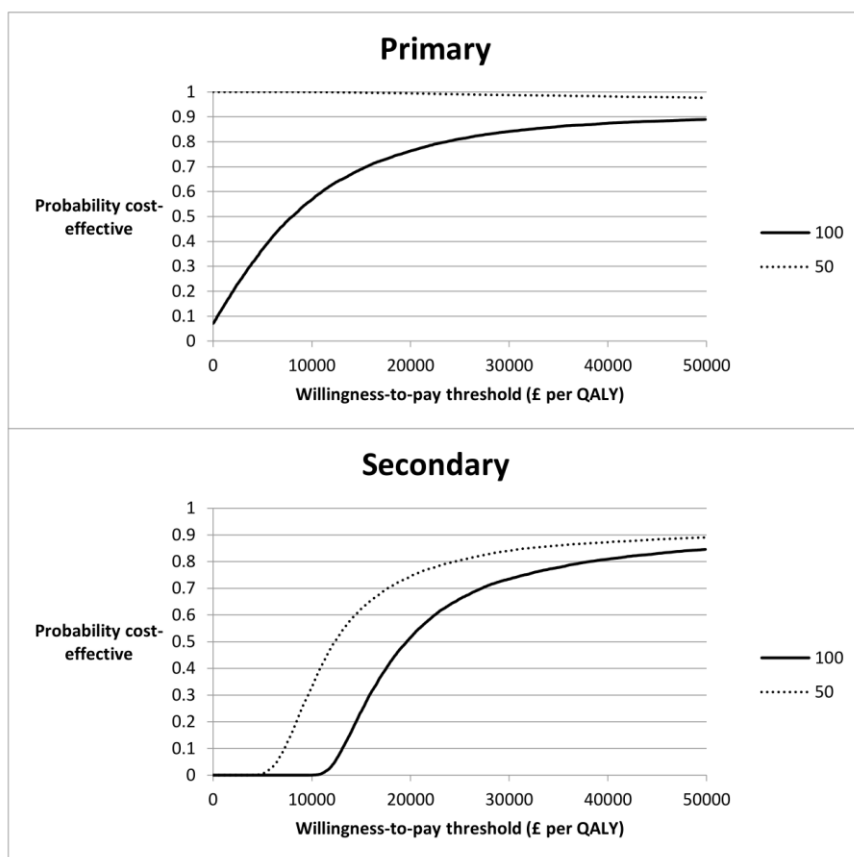 Primary
1
0.9
0.8
0.7
0.6
0.5
0.4
0.3
0.2
0.1
0
Probability cost-
effective
0 10000 20000 30000 40000 50000
Willingness-to-pay threshold (£ per QALY)
100
50
Secondary
1
0.9
0.8
0.7
0.6
0.5
0.4
0.3
0.2
0.1
0
Probability cost-
effective
0 10000 20000 30000 40000 50000
Willingness-to-pay threshold (£ per QALY)
100
50